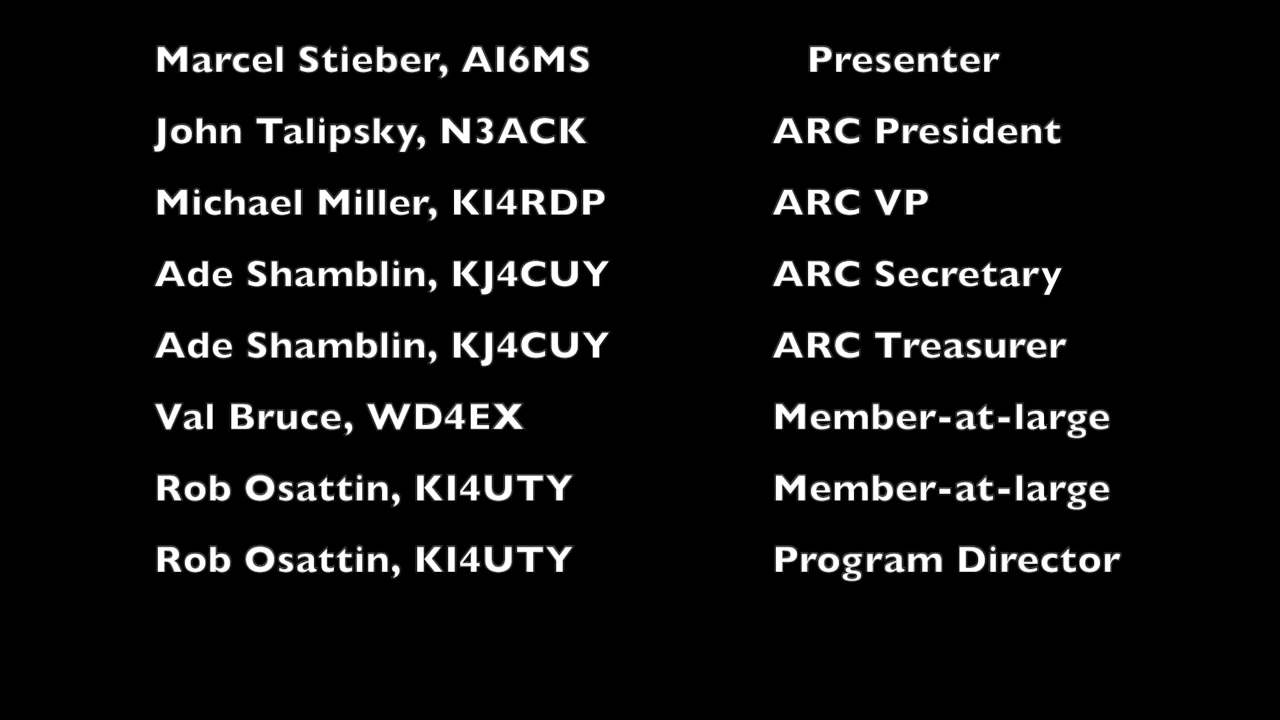 Marcel Stieber, AI6MS Presenter
John Talipsky, N3ACK ARC President
Michael Miller, KI4RDP ARC VP
Ade Shamblin, KJ4CUY ARC Secretary
Ade Shamblin, KJ4CUY ARC Treasurer
Val Bruce, WD4EX Member-at-large
Rob Osattin, KI4UTY Member-at-large
Rob Osattin, KI4UTY Program Director